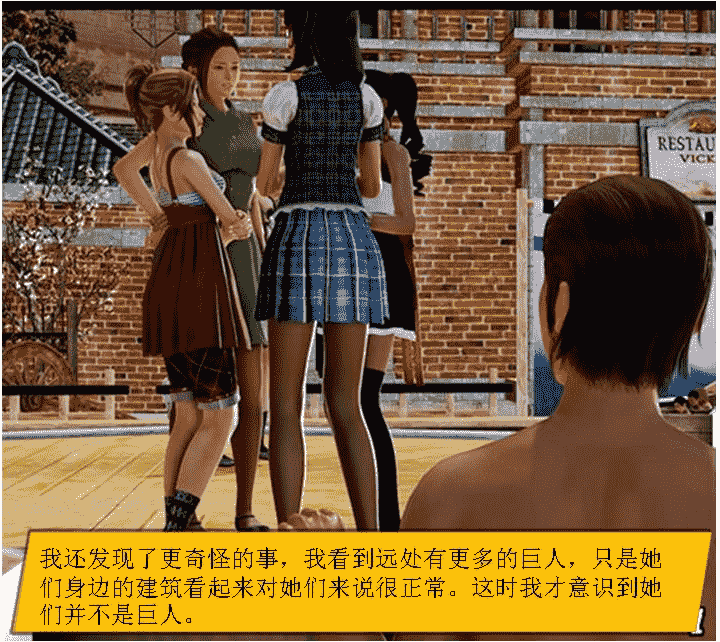 RESTAU
VICK
我还发现了更奇怪的事，我看到远处有更多的巨人，只是她
们身边的建筑看起来对她们来说很正常。这时我才意识到她
们并不是巨人。
1